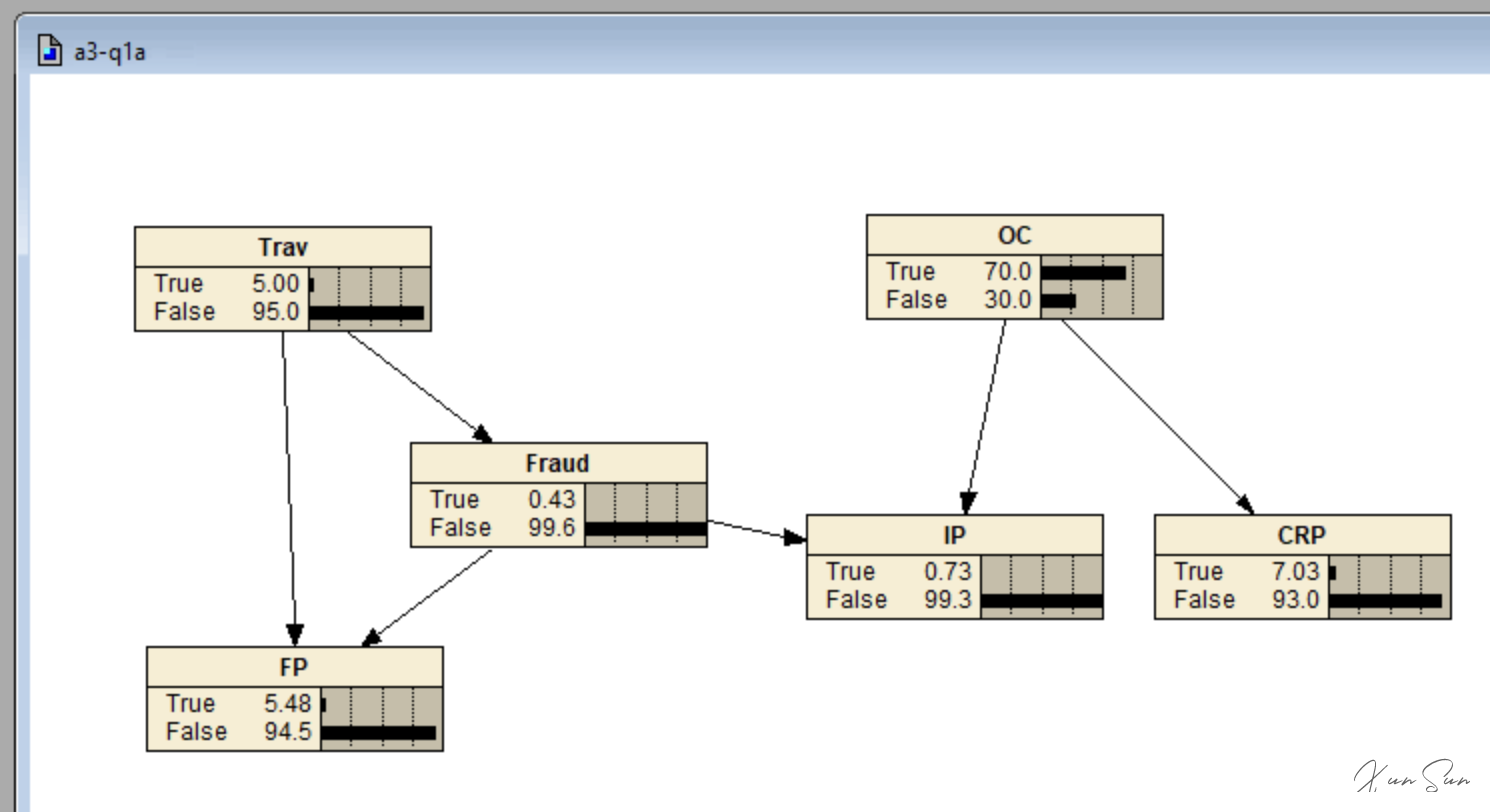 a3-q1a
Trav
True 5.00
False 95.0
OC
True 70.0
False 30.0
Fraud
True 0.43
False 99.6
IP
True 0.73
False 99.3
CRP
True 7.03
False 93.0
FP
True 5.48
False 94.5
Xun Sun